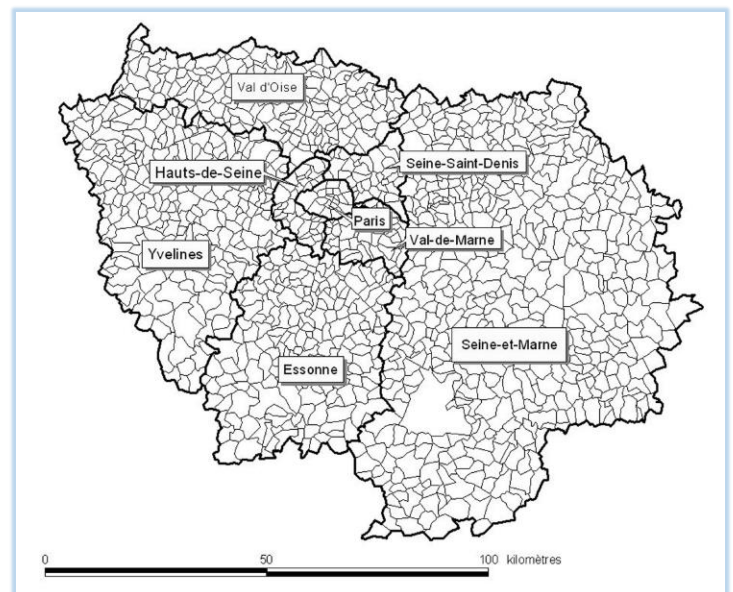 Val d'Oise
Seine-Saint-Denis
Hauts-de-Seine
Paris
Val-de-Marne
Yvelines
Seine-et-Marne
Essonne
0 50 100 kilomètres